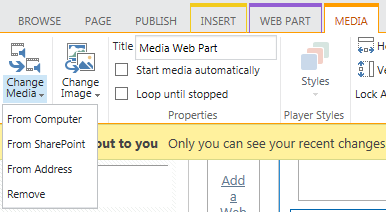 BROWSE PAGE PUBLISH INSERT WEB PART MEDIA
Change Media
Change Image
Title Media Web Part
Start media automatically
Loop until stopped
Properties
Styles
Player Styles
Lock
From Computer
From SharePoint
From Address
Remove
out to you Only you can see your recent changes
Add
a
Web